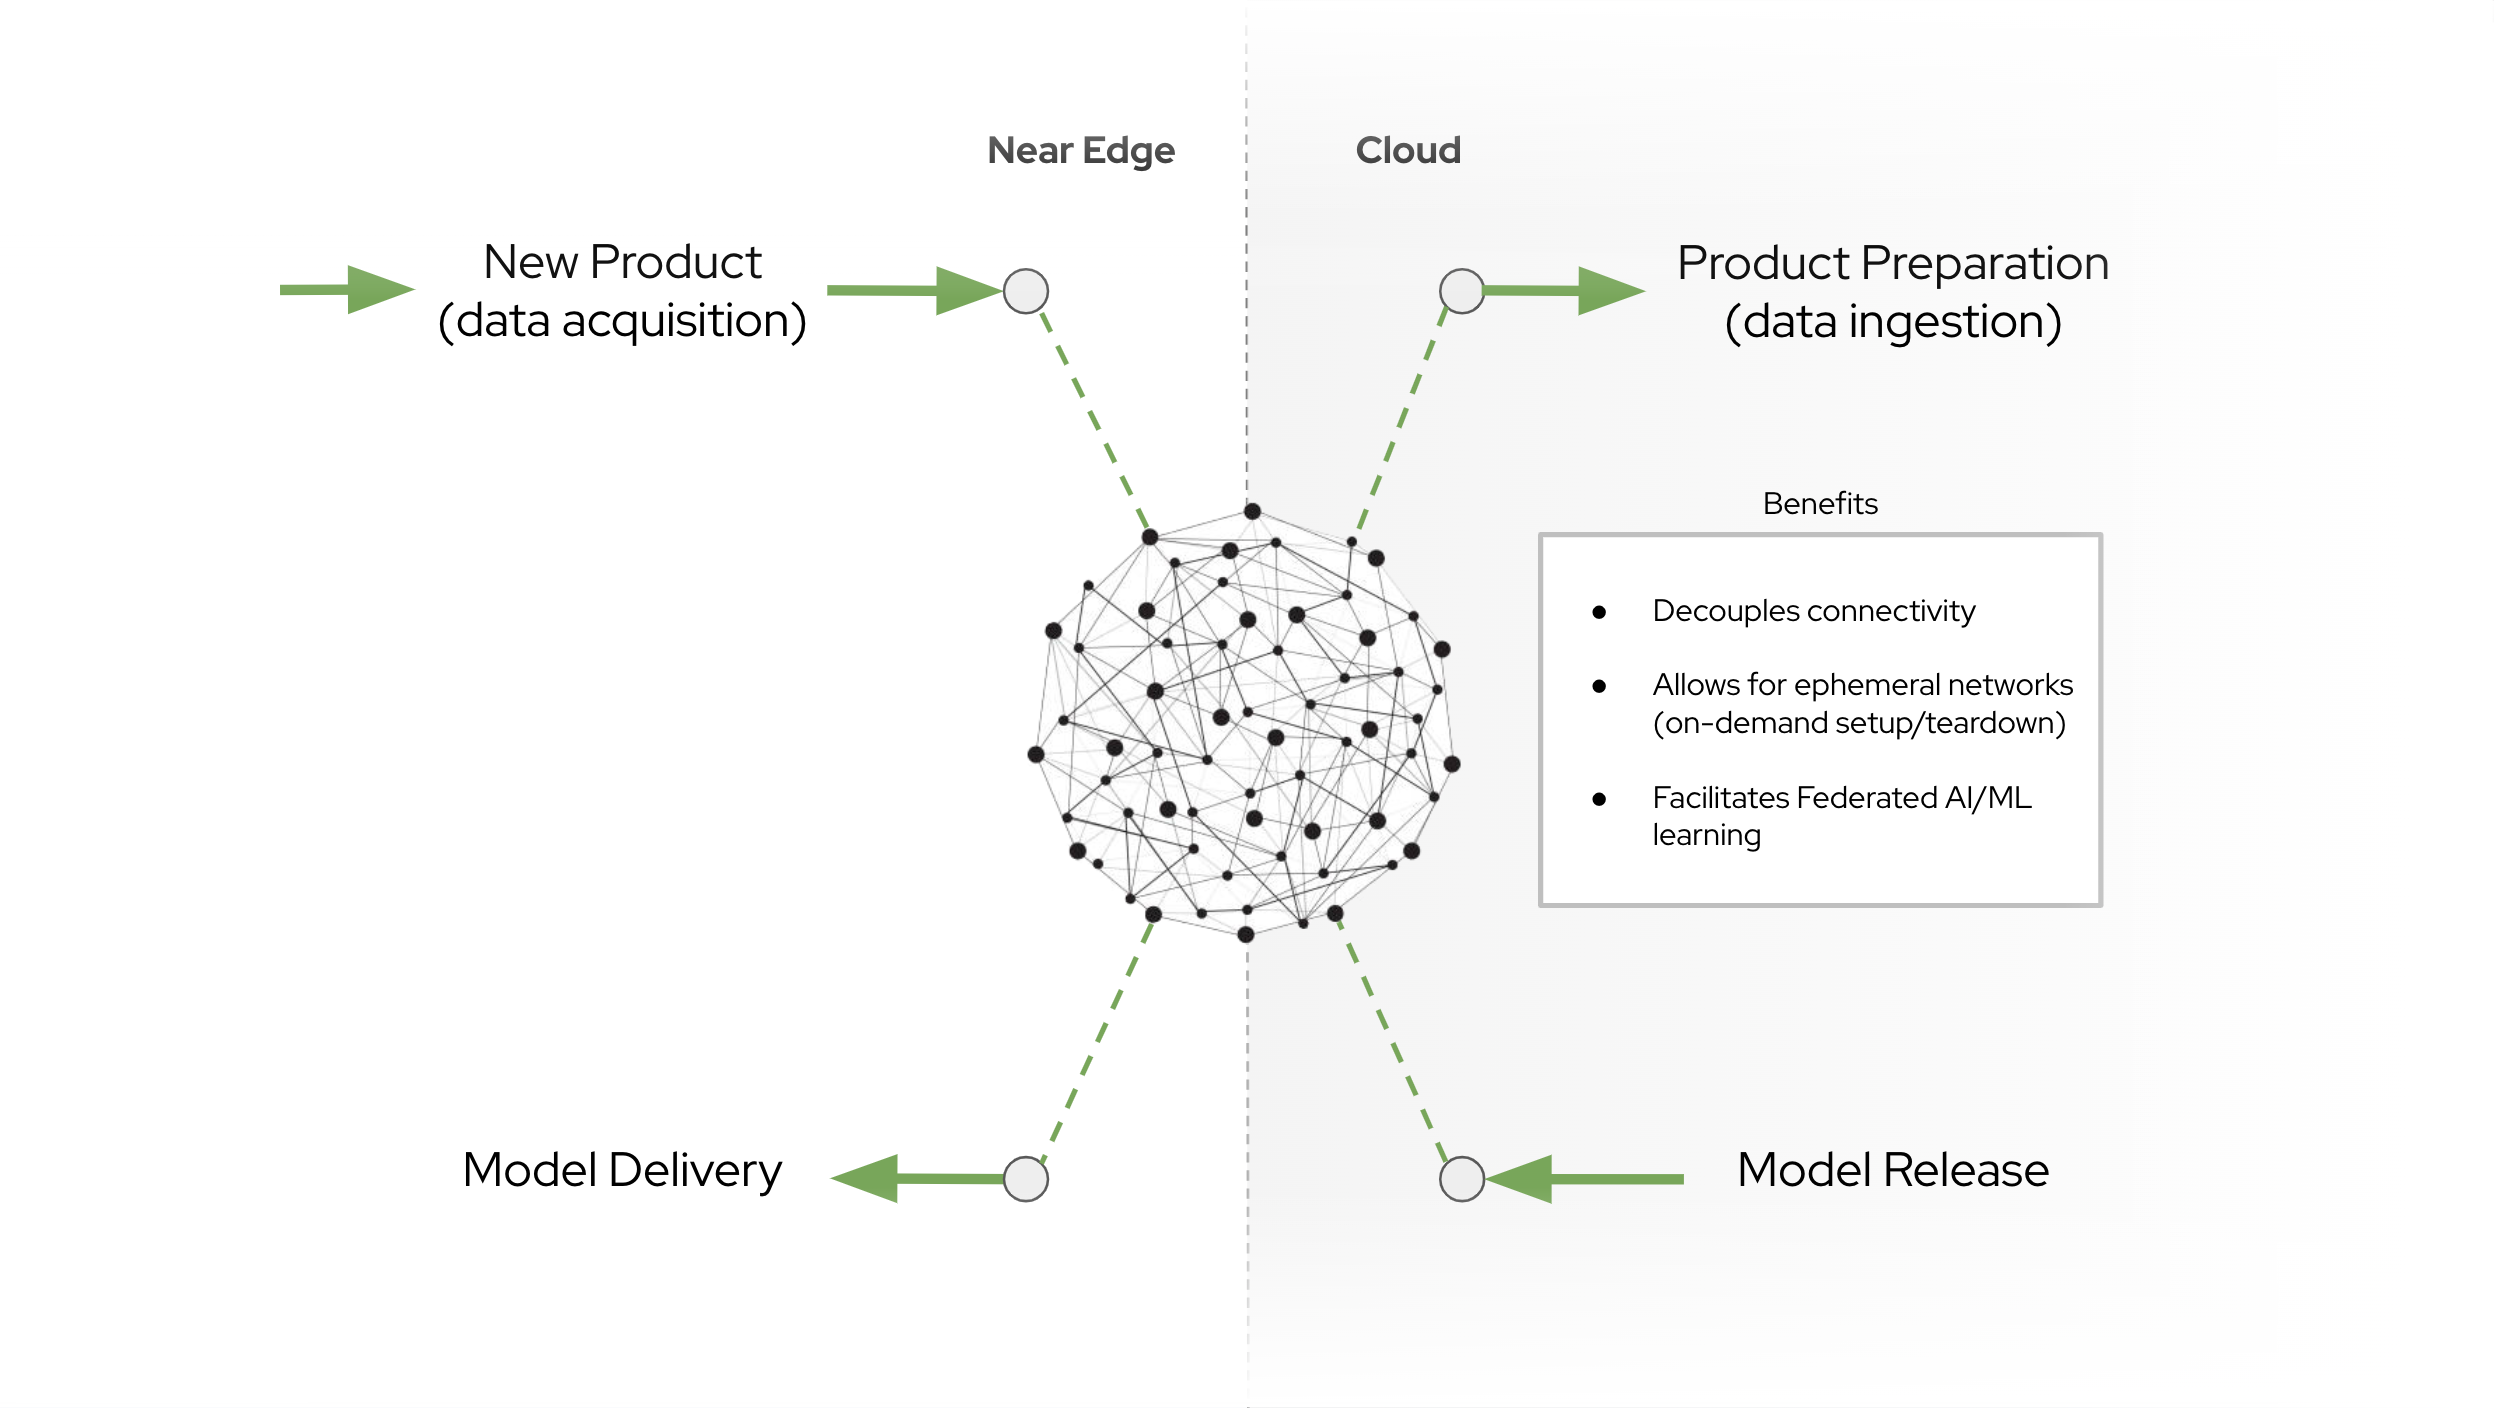 Near Edge
Cloud
New Product
(data acquisition)
Product Preparation
(data ingestion)
Benefits
● Decouples connectivity
● Allows for ephemeral networks
(on-demand setup/teardown)
● Facilitates Federated AI/ML
learning
Model Delivery
Model Release